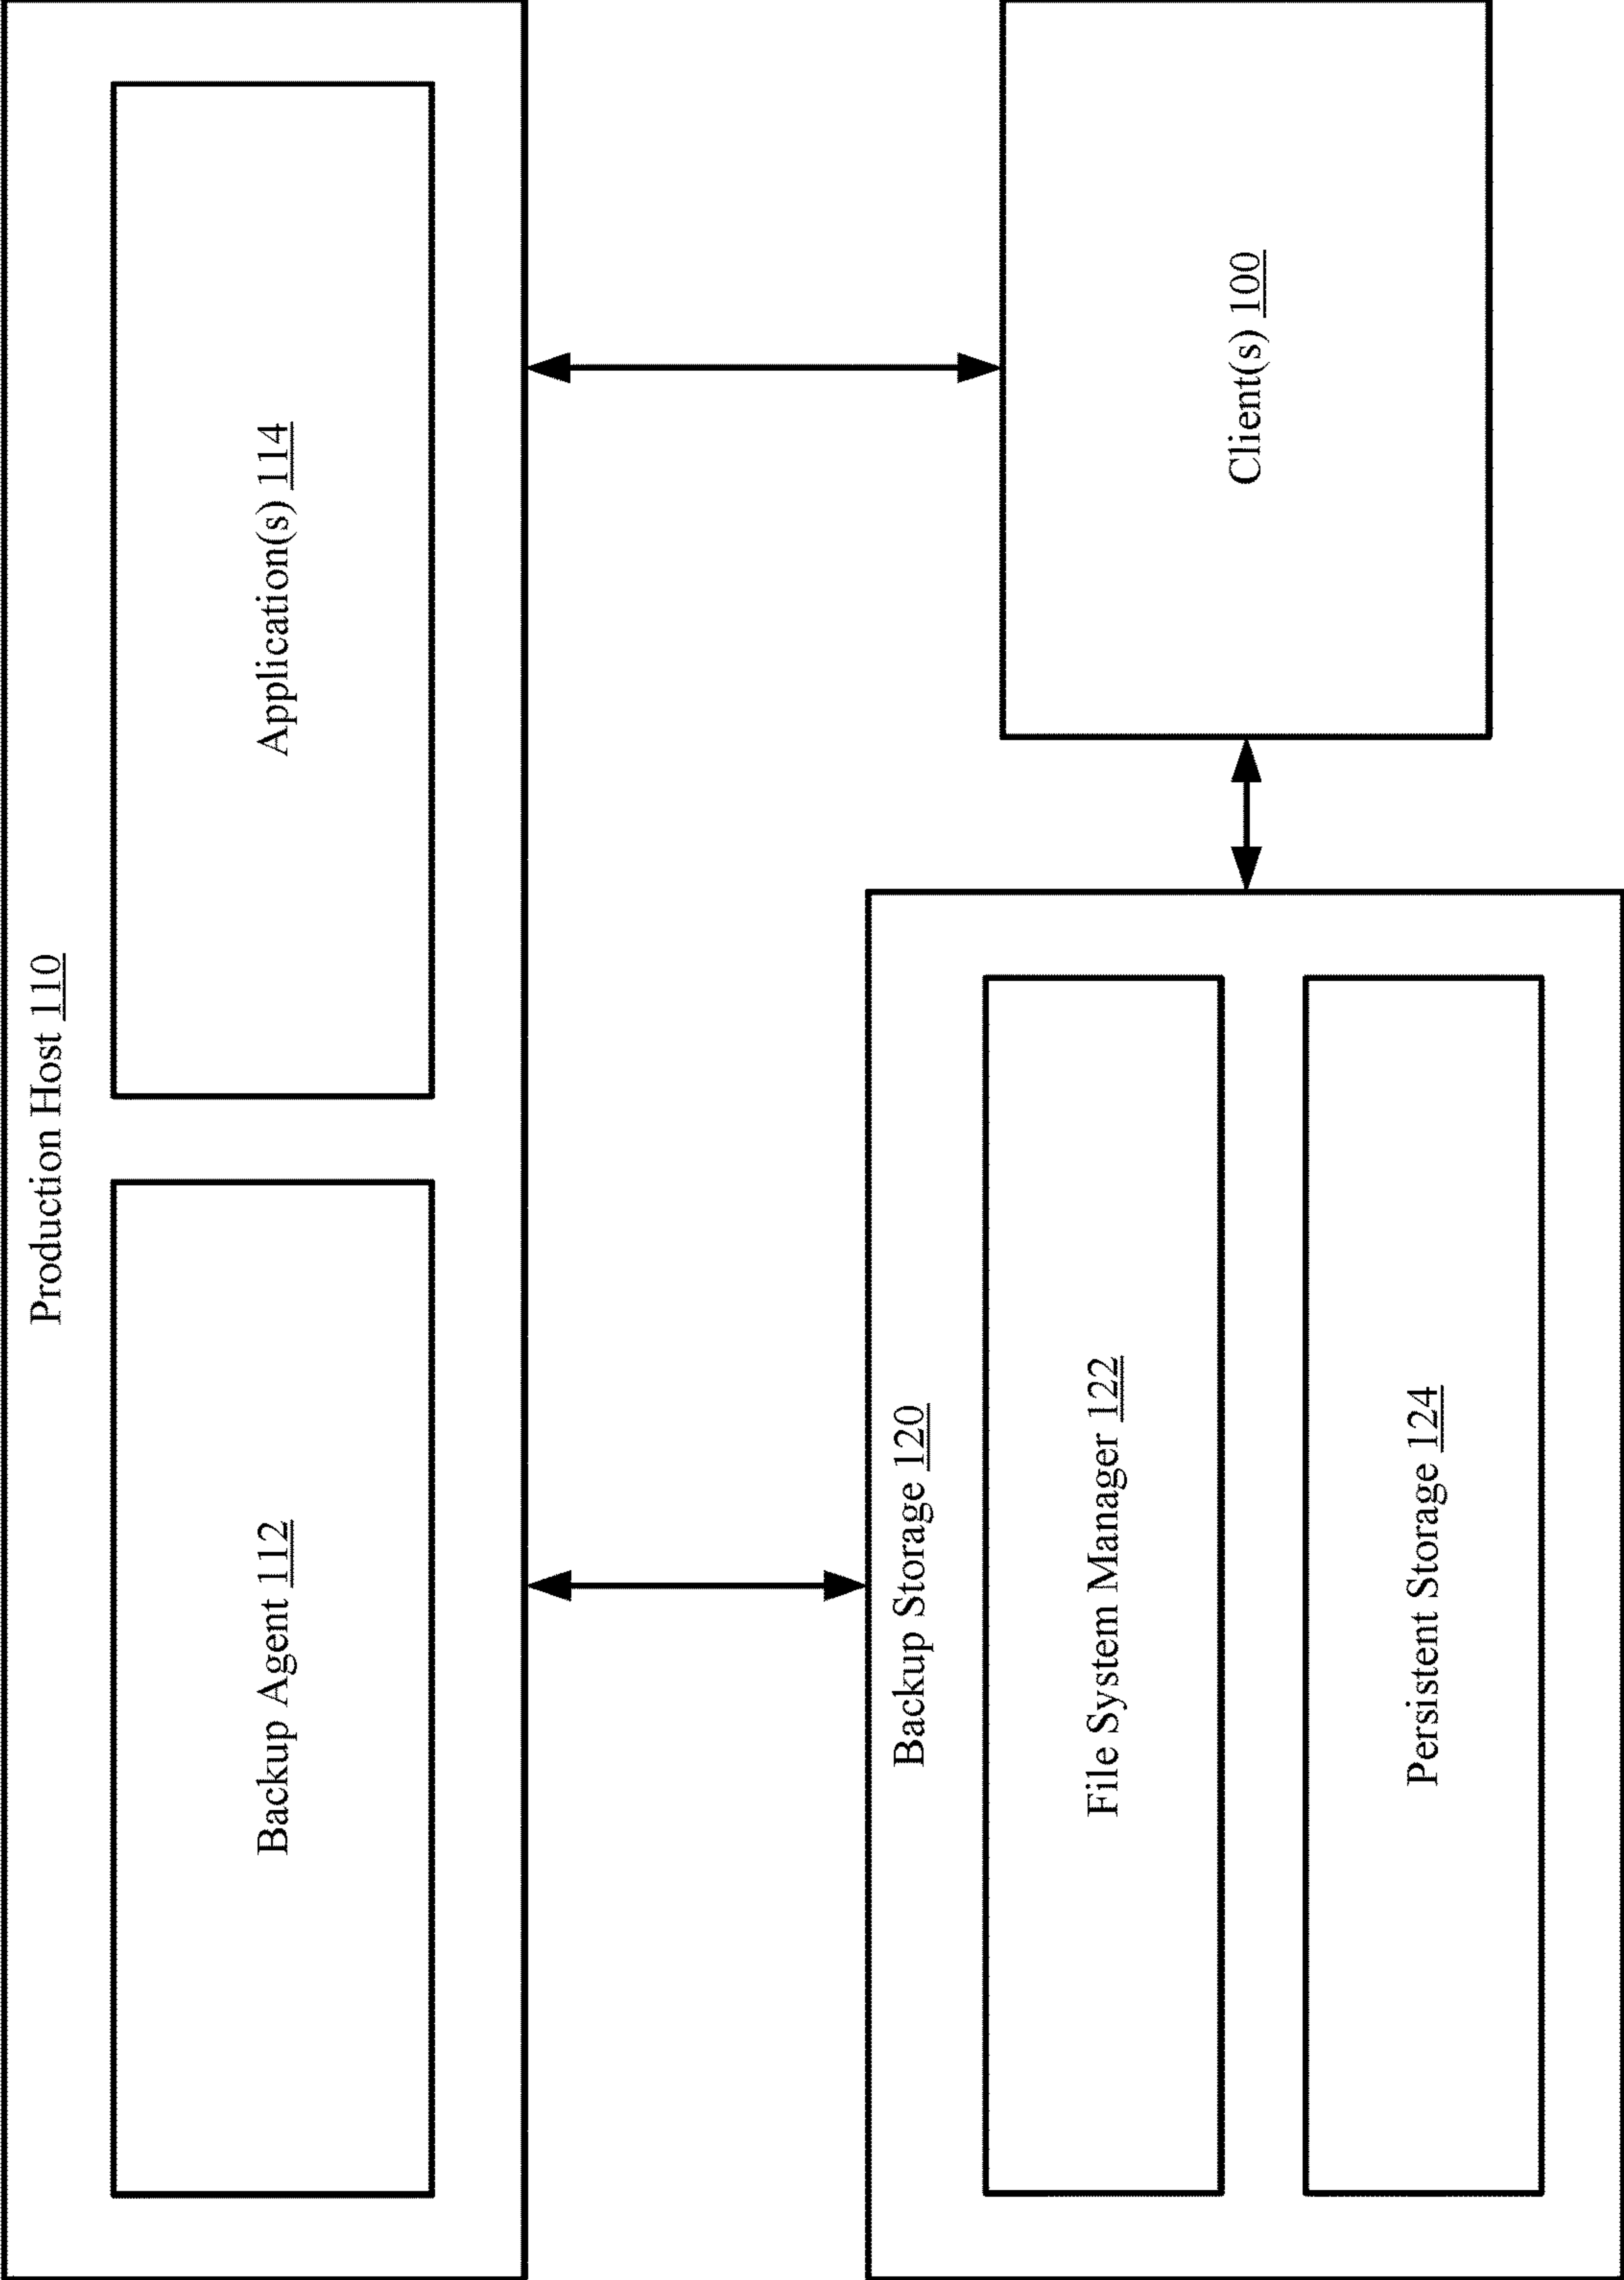 Production Host 110
Backup Agent 112
Application(s) 114
Backup Storage 120
File System Manager 122
Persistent Storage 124
Client(s) 100